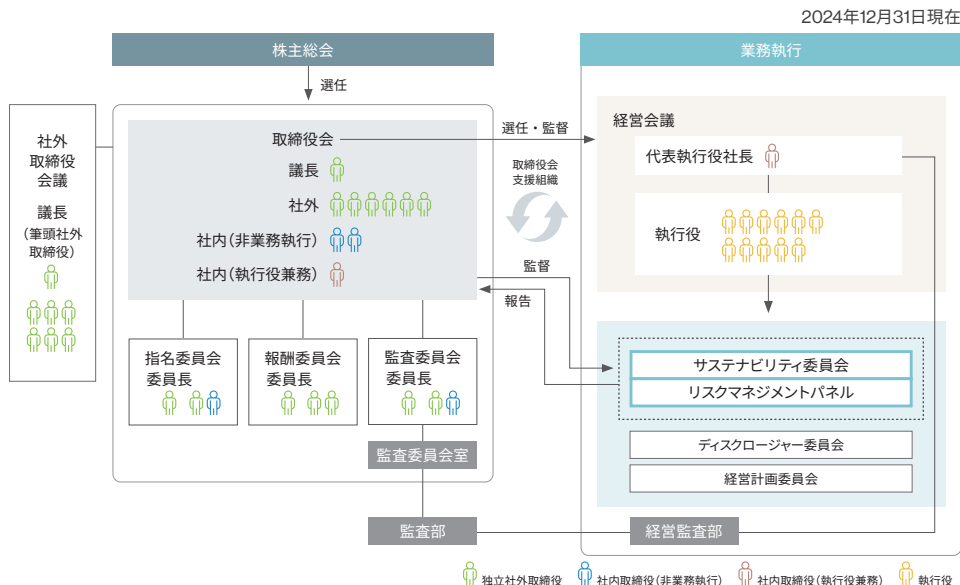 2024年12月31日現在
株主総会
業務執行
選任
社外
取締役
会議
議長
(筆頭社外
取締役)
取締役会
議長
社外
社内(非業務執行)
社内(執行役兼務)
選任・監督
取締役会
支援組織
監督
報告
経営会議
代表執行役社長
執行役
指名委員会
委員長
報酬委員会
委員長
監査委員会
委員長
サステナビリティ委員会
リスクマネジメントパネル
ディスクロージャー委員会
経営計画委員会
監査委員会室
監査部
経営監査部
独立社外取締役
社内取締役(非業務執行)
社内取締役(執行役兼務)
執行役